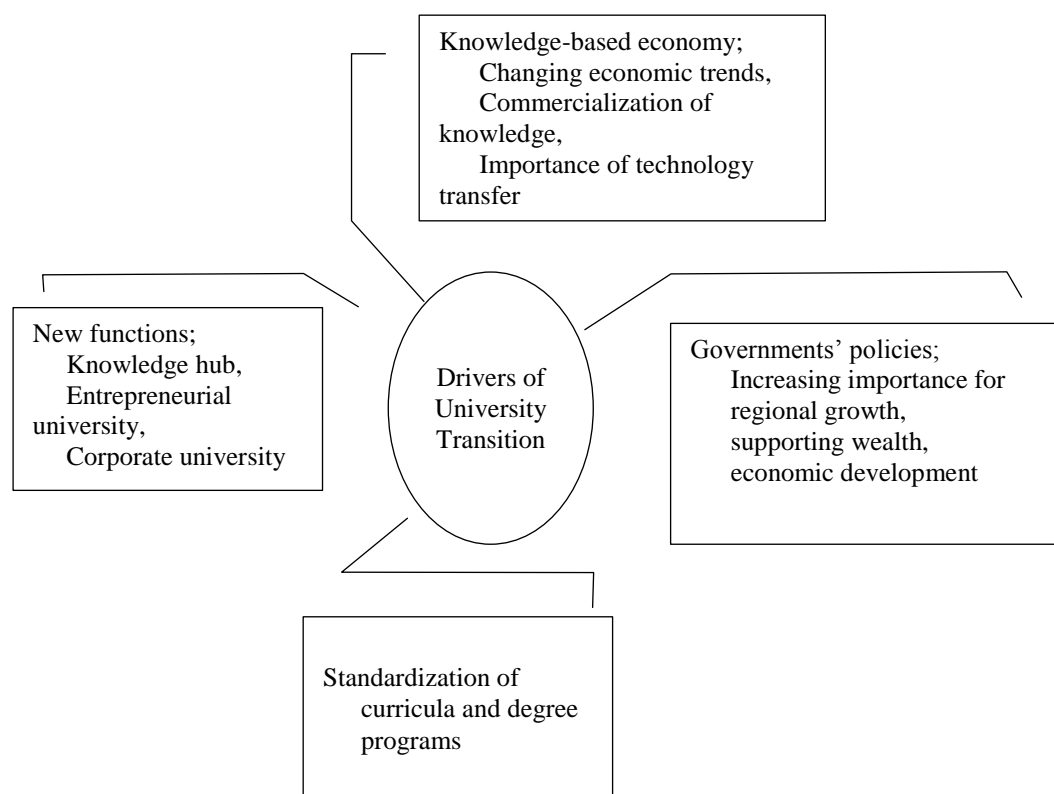 Knowledge-based economy;
Changing economic trends,
Commercialization of
knowledge,
Importance of technology
transfer
New functions;
Knowledge hub,
Entrepreneurial
university,
Corporate university
Drivers of
University
Transition
Governments’ policies;
Increasing importance for
regional growth,
supporting wealth,
economic development
Standardization of
curricula and degree
programs